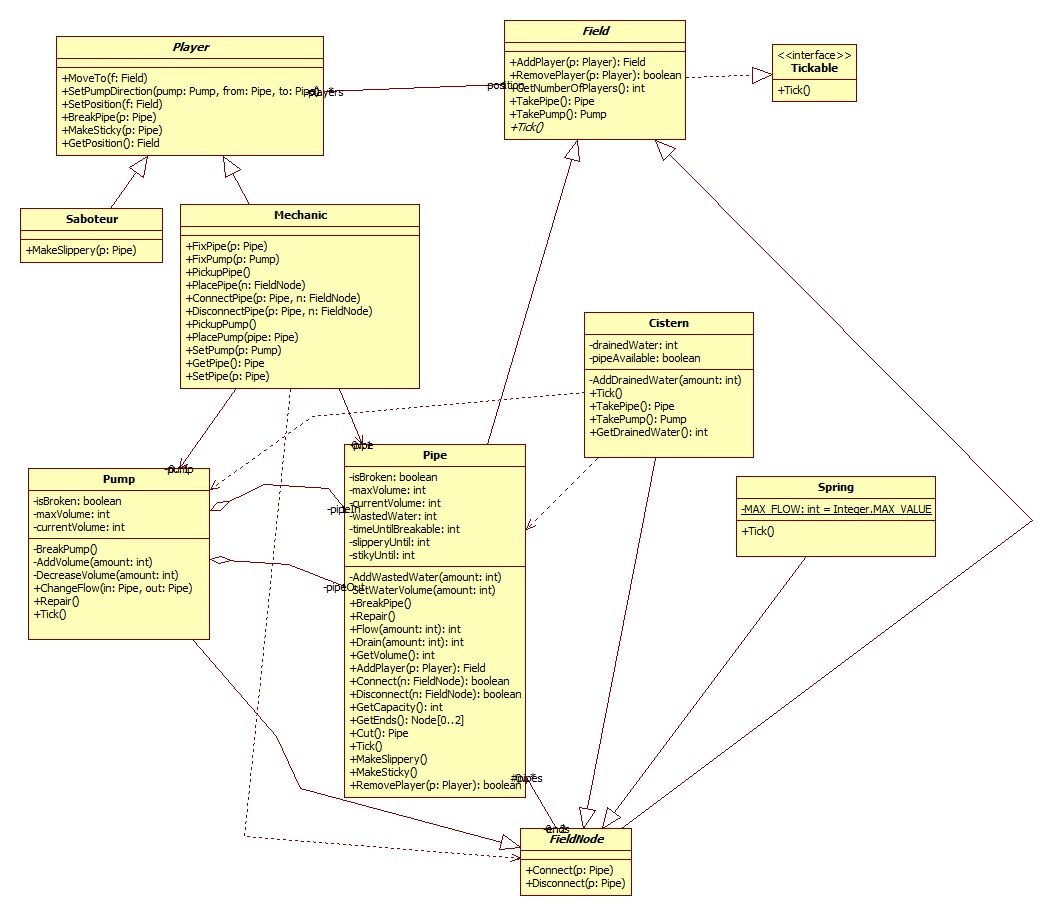 Player
+MoveTo(f: Field)
+SetPumpDirection(pump: Pump, from: Pipe, to: Pipe)
+SetPosition(f: Field)
+BreakPipe(p: Pipe)
+MakeSticky(p: Pipe)
+GetPosition(): Field
-players
position
Field
+AddPlayer(p: Player): Field
+RemovePlayer(p: Player): boolean
+GetNumberOfPlayers(): int
+TakePipe(): Pipe
+TakePump(): Pump
+Tick()
<<interface>>
Tickable
+Tick()
Saboteur
+MakeSlippery(p: Pipe)
Mechanic
+FixPipe(p: Pipe)
+FixPump(p: Pump)
+PickupPipe()
+PlacePipe(n: FieldNode)
+ConnectPipe(p: Pipe, n: FieldNode)
+DisconnectPipe(p: Pipe, n: FieldNode)
+PickupPump()
+PlacePump(pipe: Pipe)
+SetPump(p: Pump)
+GetPipe(): Pipe
+SetPipe(p: Pipe)
Cistern
-drainedWater: int
-pipeAvailable: boolean
-AddDrainedWater(amount: int)
+Tick()
+TakePipe(): Pipe
+TakePump(): Pump
+GetDrainedWater(): int
Pump
-isBroken: boolean
-maxVolume: int
-currentVolume: int
-BreakPump()
-AddVolume(amount: int)
-DecreaseVolume(amount: int)
+ChangeFlow(in: Pipe, out: Pipe)
+Repair()
+Tick()
-pipeIn
-pipeOut
Pipe
-isBroken: boolean
-maxVolume: int
-currentVolume: int
-wastedWater: int
-timeUntilBreakable: int
-slipperyUntil: int
-stikyUntil: int
-AddWastedWater(amount: int)
-SetWaterVolume(amount: int)
+BreakPipe()
+Repair()
+Flow(amount: int): int
+Drain(amount: int): int
+GetVolume(): int
+AddPlayer(p: Player): Field
+Connect(n: FieldNode): boolean
+Disconnect(n: FieldNode): boolean
+GetCapacity(): int
+GetEnds(): Node[0..2]
+Cut(): Pipe
+Tick()
+MakeSlippery()
+MakeSticky()
+RemovePlayer(p: Player): boolean
Spring
-MAX_FLOW: int = Integer.MAX_VALUE
+Tick()
FieldNode
+Connect(p: Pipe)
+Disconnect(p: Pipe)